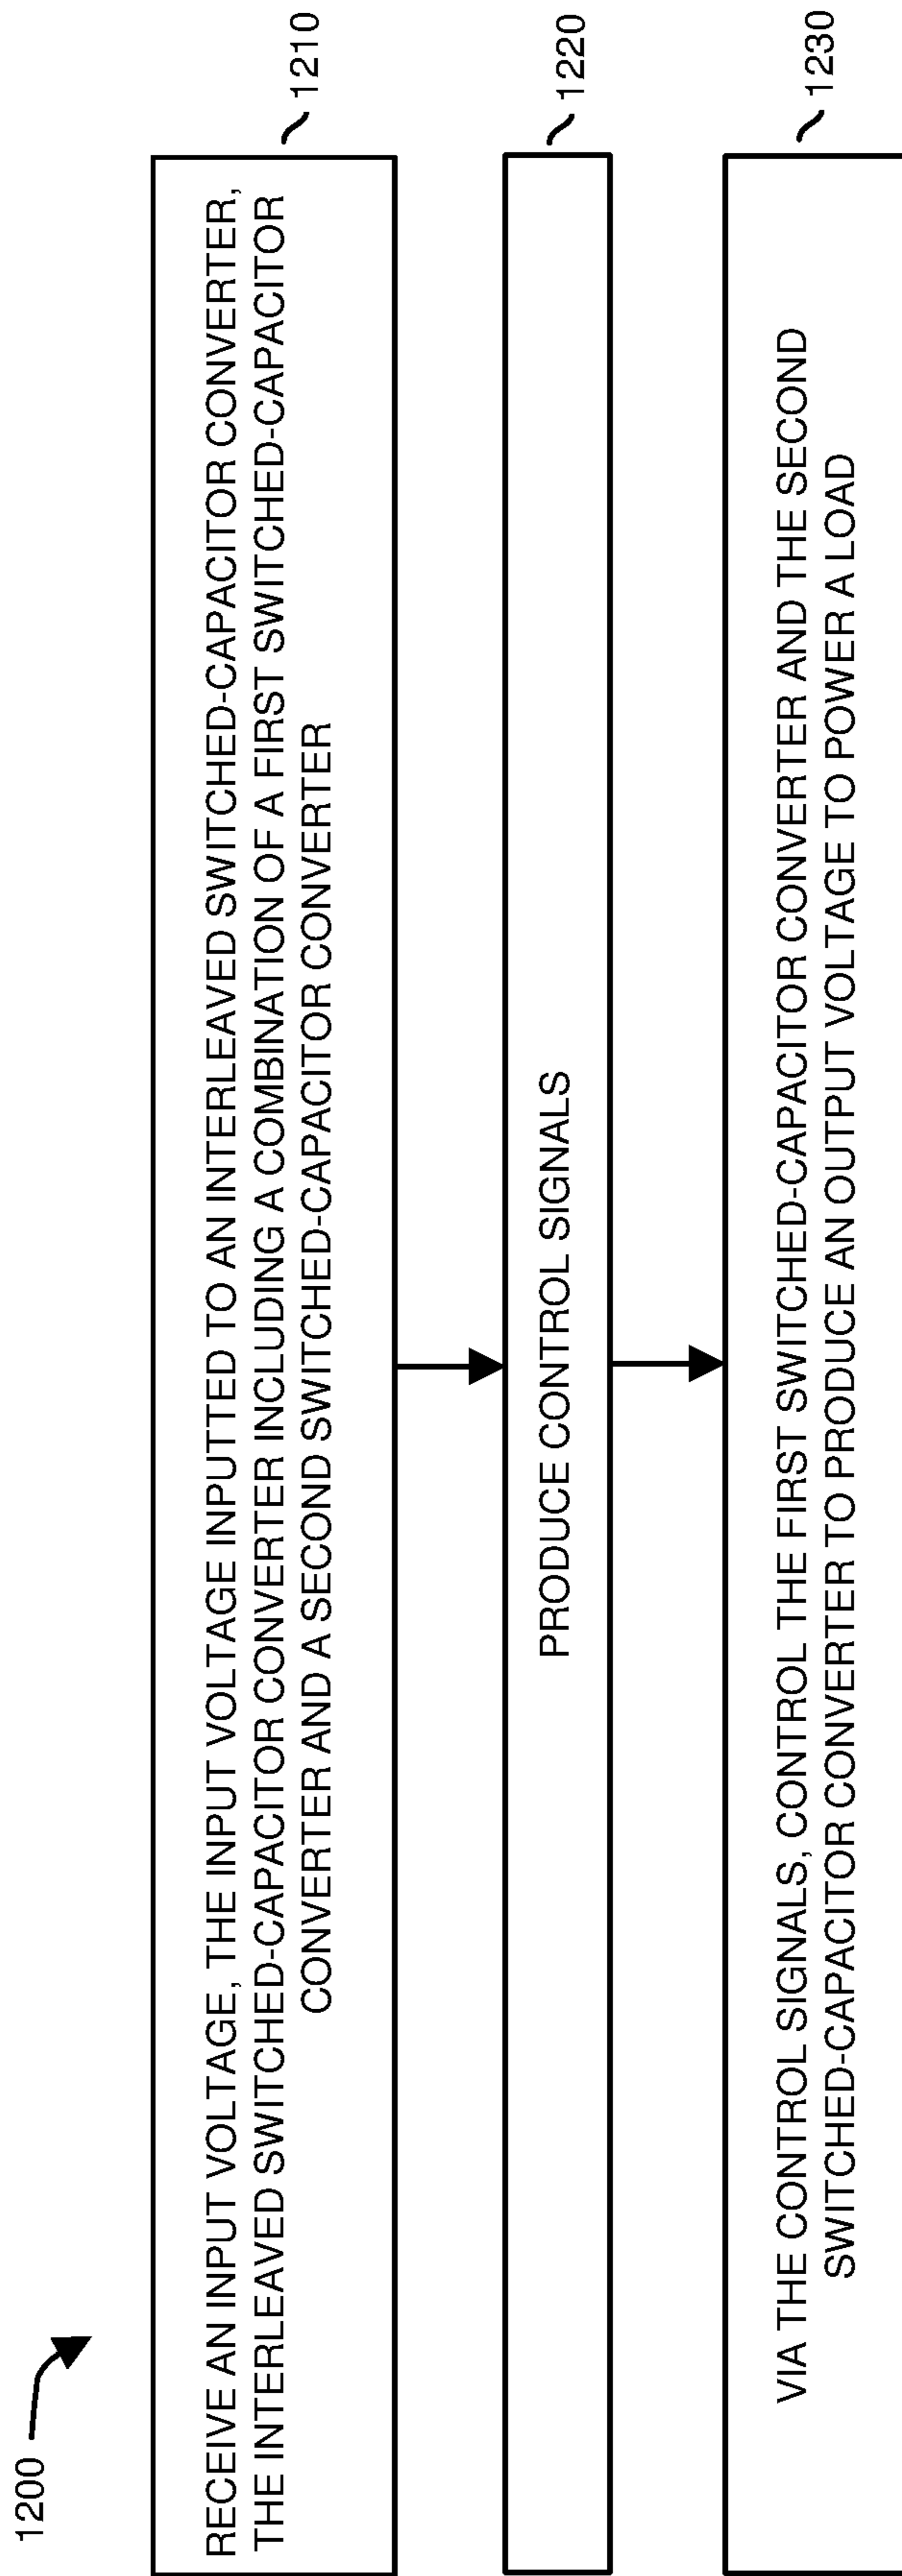 1200
RECEIVE AN INPUT VOLTAGE, THE INPUT VOLTAGE INPUTTED TO AN INTERLEAVED SWITCHED-CAPACITOR CONVERTER,
THE INTERLEAVED SWITCHED-CAPACITOR CONVERTER INCLUDING A COMBINATION OF A FIRST SWITCHED-CAPACITOR
CONVERTER AND A SECOND SWITCHED-CAPACITOR CONVERTER
1210
PRODUCE CONTROL SIGNALS
1220
VIA THE CONTROL SIGNALS, CONTROL THE FIRST SWITCHED-CAPACITOR CONVERTER AND THE SECOND
SWITCHED-CAPACITOR CONVERTER TO PRODUCE AN OUTPUT VOLTAGE TO POWER A LOAD
1230